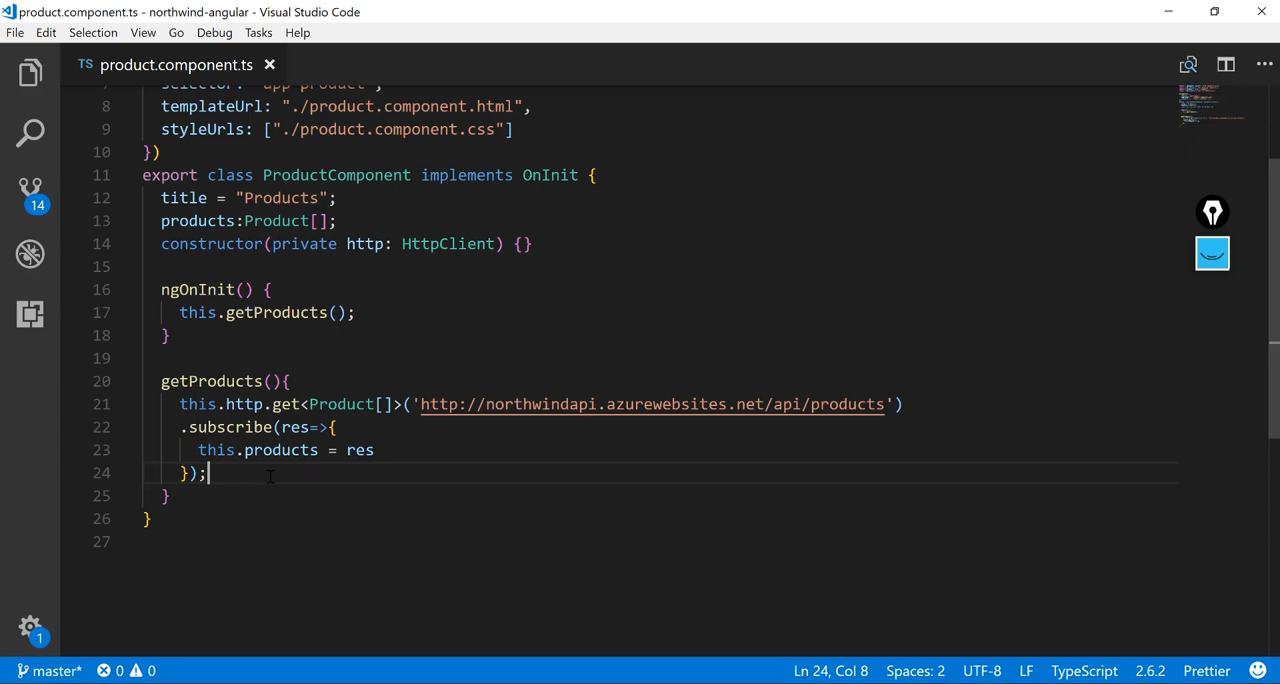 product.component.ts - northwind-angular - Visual Studio Code
File Edit Selection View Go Debug Tasks Help
TS product.component.ts
7 selector: "app-product",
8 templateUrl: "./product.component.html",
9 styleUrls: ["./product.component.css"]
10 })
11 export class ProductComponent implements OnInit {
12 title = "Products";
13 products:Product[];
14 constructor(private http: HttpClient) {}
15
16 ngOnInit() {
17 this.getProducts();
18 }
19
20 getProducts(){
21 this.http.get<Product[]>('http://northwindapi.azurewebsites.net/api/products')
22 .subscribe(res=>{
23 this.products = res
24 });
25 }
26 }
27
14
1
master* 0 0 Ln 24, Col 8 Spaces: 2 UTF-8 LF TypeScript 2.6.2 Prettier